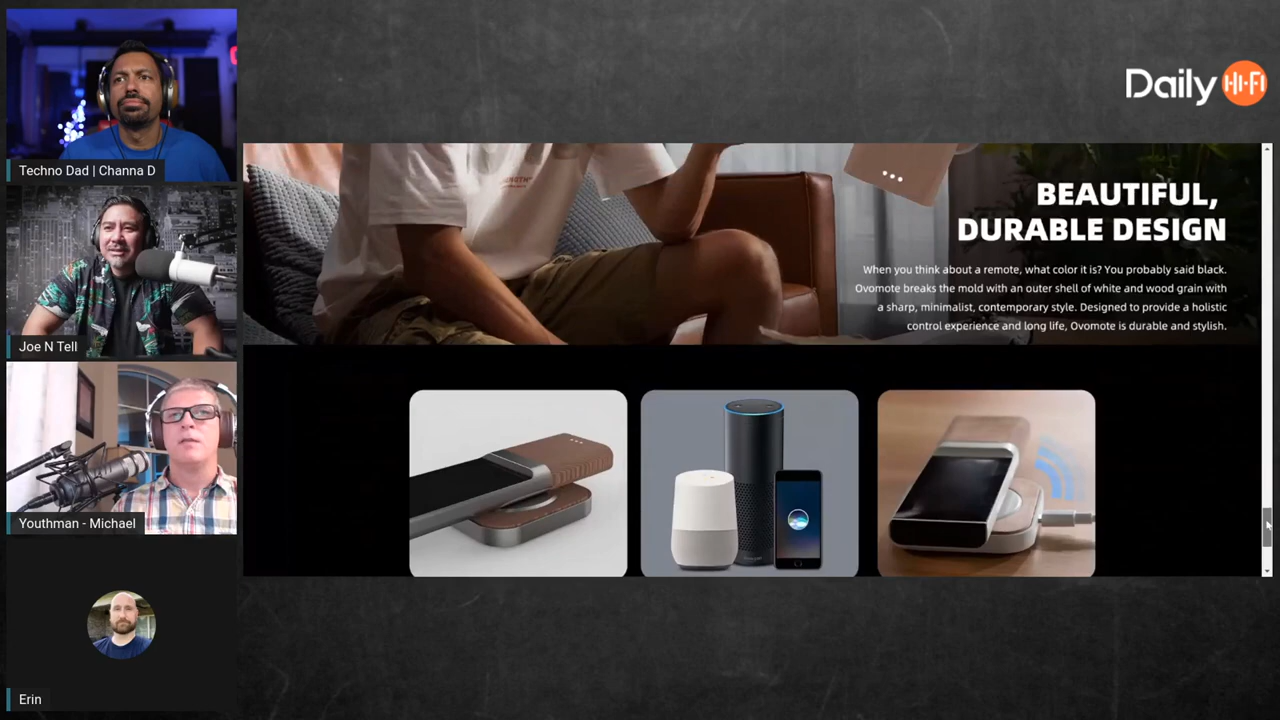 Techno Dad | Channa D
Joe N Tell
Youthman - Michael
Erin
Daily HI-FI
BEAUTIFUL,
DURABLE DESIGN
When you think about a remote, what color it is? You probably said black.
Ovomote breaks the mold with an outer shell of white and wood grain with
a sharp, minimalist, contemporary style. Designed to provide a holistic
control experience and long life, Ovomote is durable and stylish.